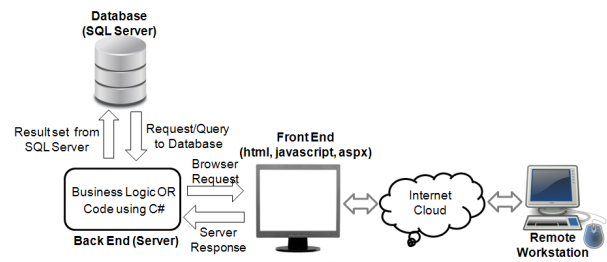 Database
(SQL Server)
Result set from
SQL Server
Request/Query
to Database
Front End
(html, javascript, aspx)
Browser
Request
Business Logic OR
Code using C#
Server
Response
Back End (Server)
Internet
Cloud
Remote
Workstation